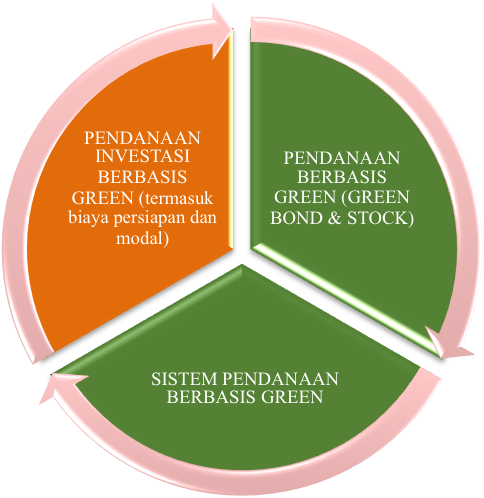 PENDANAAN
INVESTASI
BERBASIS
GREEN (termasuk
biaya persiapan dan
modal)
PENDANAAN
BERBASIS
GREEN (GREEN
BOND & STOCK)
SISTEM PENDANAAN
BERBASIS GREEN